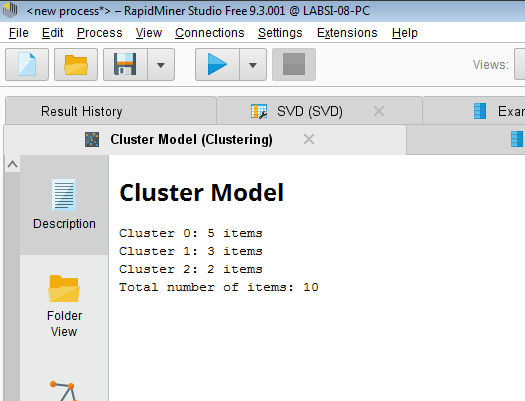 <new process*> – RapidMiner Studio Free 9.3.001 @ LABSI-08-PC
File Edit Process View Connections Settings Extensions Help
Views:
Result History SVD (SVD)
Cluster Model (Clustering)
Description
Folder
View
Cluster Model
Cluster 0: 5 items
Cluster 1: 3 items
Cluster 2: 2 items
Total number of items: 10